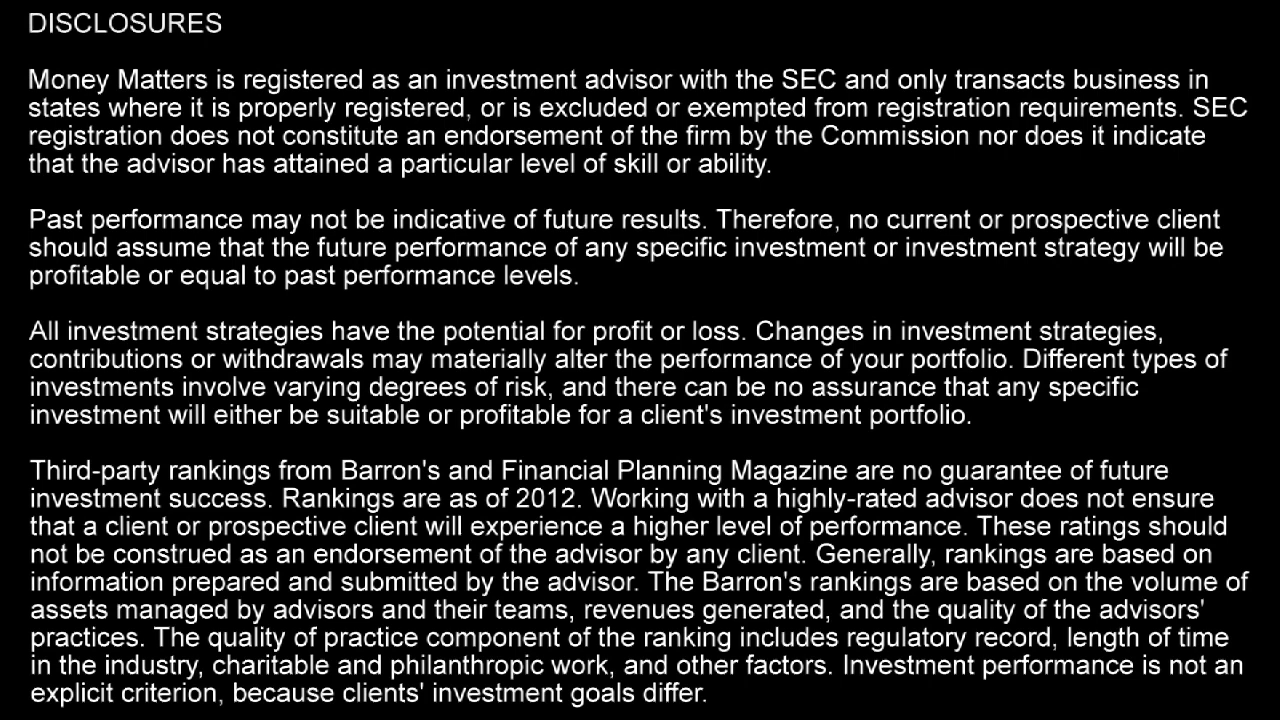 DISCLOSURES
Money Matters is registered as an investment advisor with the SEC and only transacts business in
states where it is properly registered, or is excluded or exempted from registration requirements. SEC
registration does not constitute an endorsement of the firm by the Commission nor does it indicate
that the advisor has attained a particular level of skill or ability.
Past performance may not be indicative of future results. Therefore, no current or prospective client
should assume that the future performance of any specific investment or investment strategy will be
profitable or equal to past performance levels.
All investment strategies have the potential for profit or loss. Changes in investment strategies,
contributions or withdrawals may materially alter the performance of your portfolio. Different types of
investments involve varying degrees of risk, and there can be no assurance that any specific
investment will either be suitable or profitable for a client's investment portfolio.
Third-party rankings from Barron's and Financial Planning Magazine are no guarantee of future
investment success. Rankings are as of 2012. Working with a highly-rated advisor does not ensure
that a client or prospective client will experience a higher level of performance. These ratings should
not be construed as an endorsement of the advisor by any client. Generally, rankings are based on
information prepared and submitted by the advisor. The Barron's rankings are based on the volume of
assets managed by advisors and their teams, revenues generated, and the quality of the advisors'
practices. The quality of practice component of the ranking includes regulatory record, length of time
in the industry, charitable and philanthropic work, and other factors. Investment performance is not an
explicit criterion, because clients' investment goals differ.